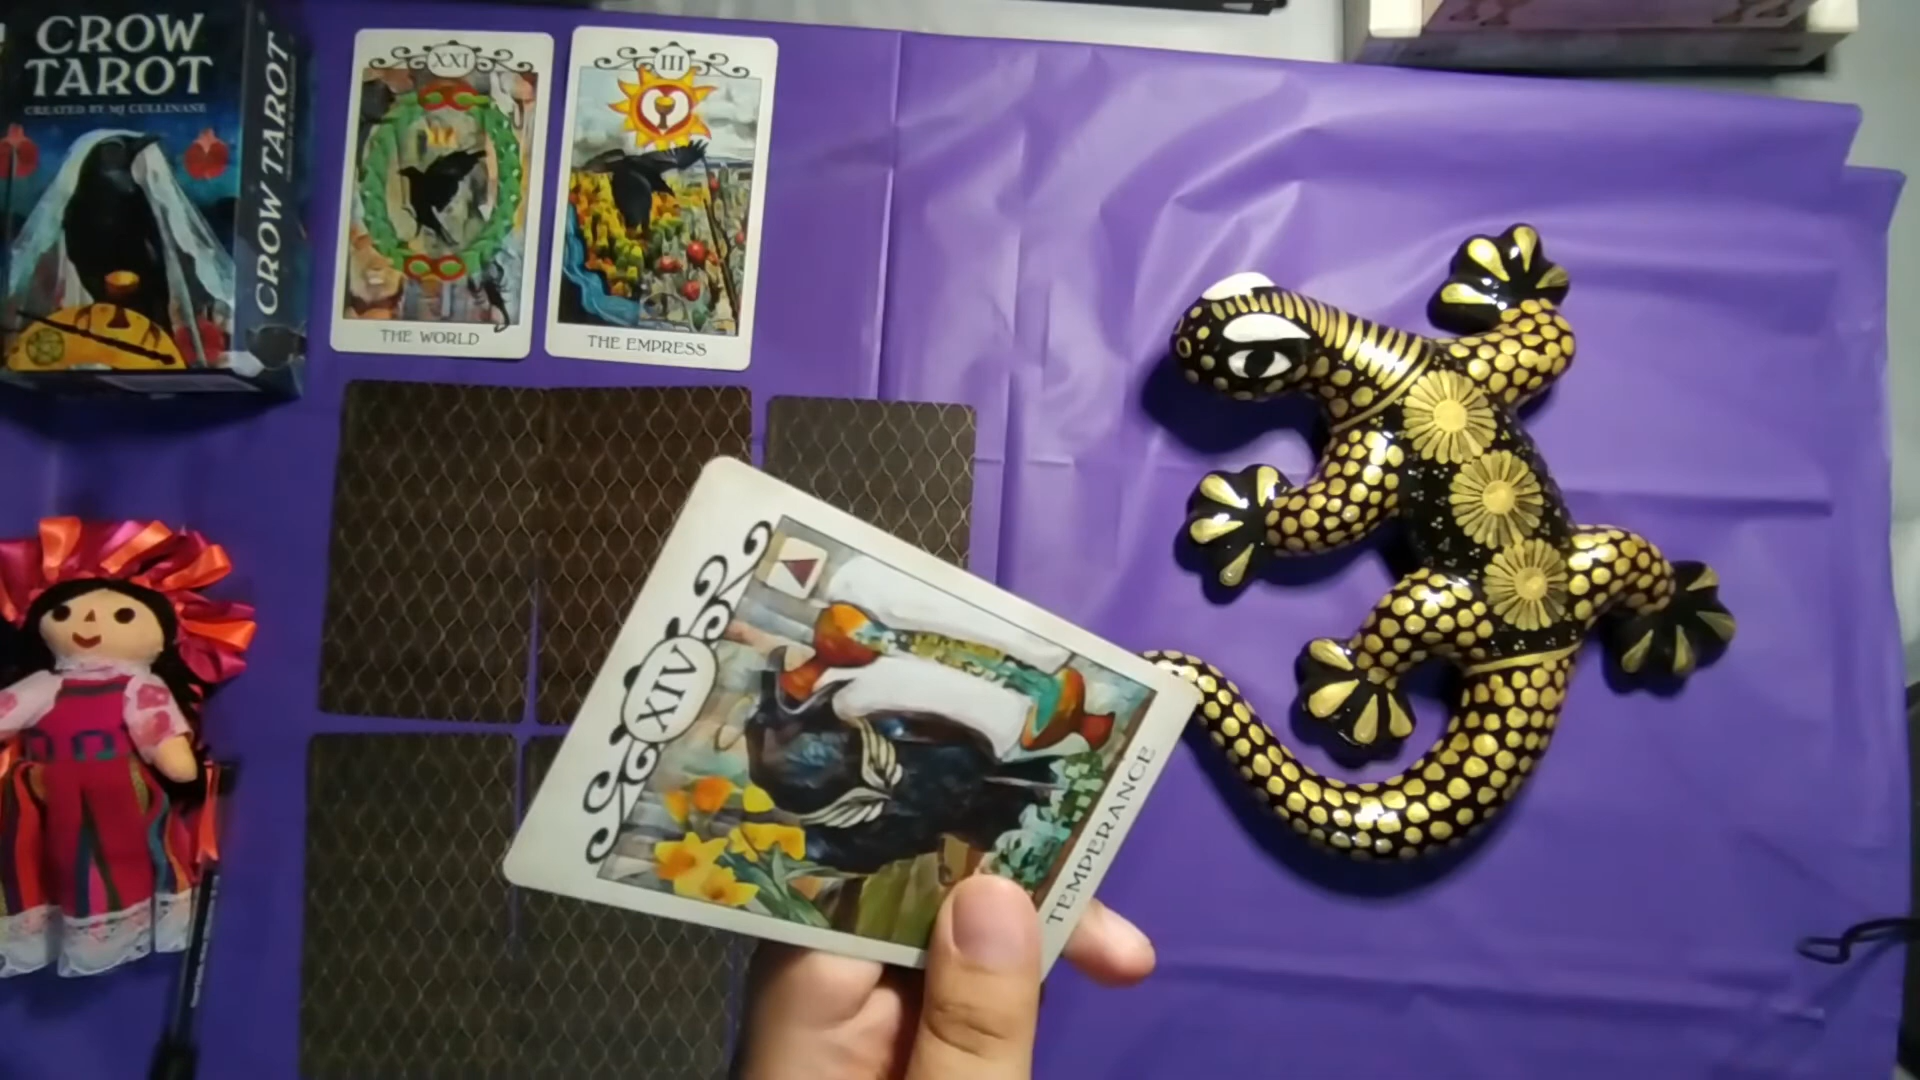 CROW
TAROT
CREATED BY MJ CULLINANE
CROW TAROT
XXI
THE WORLD
III
THE EMPRESS
XIV
TEMPERANCE